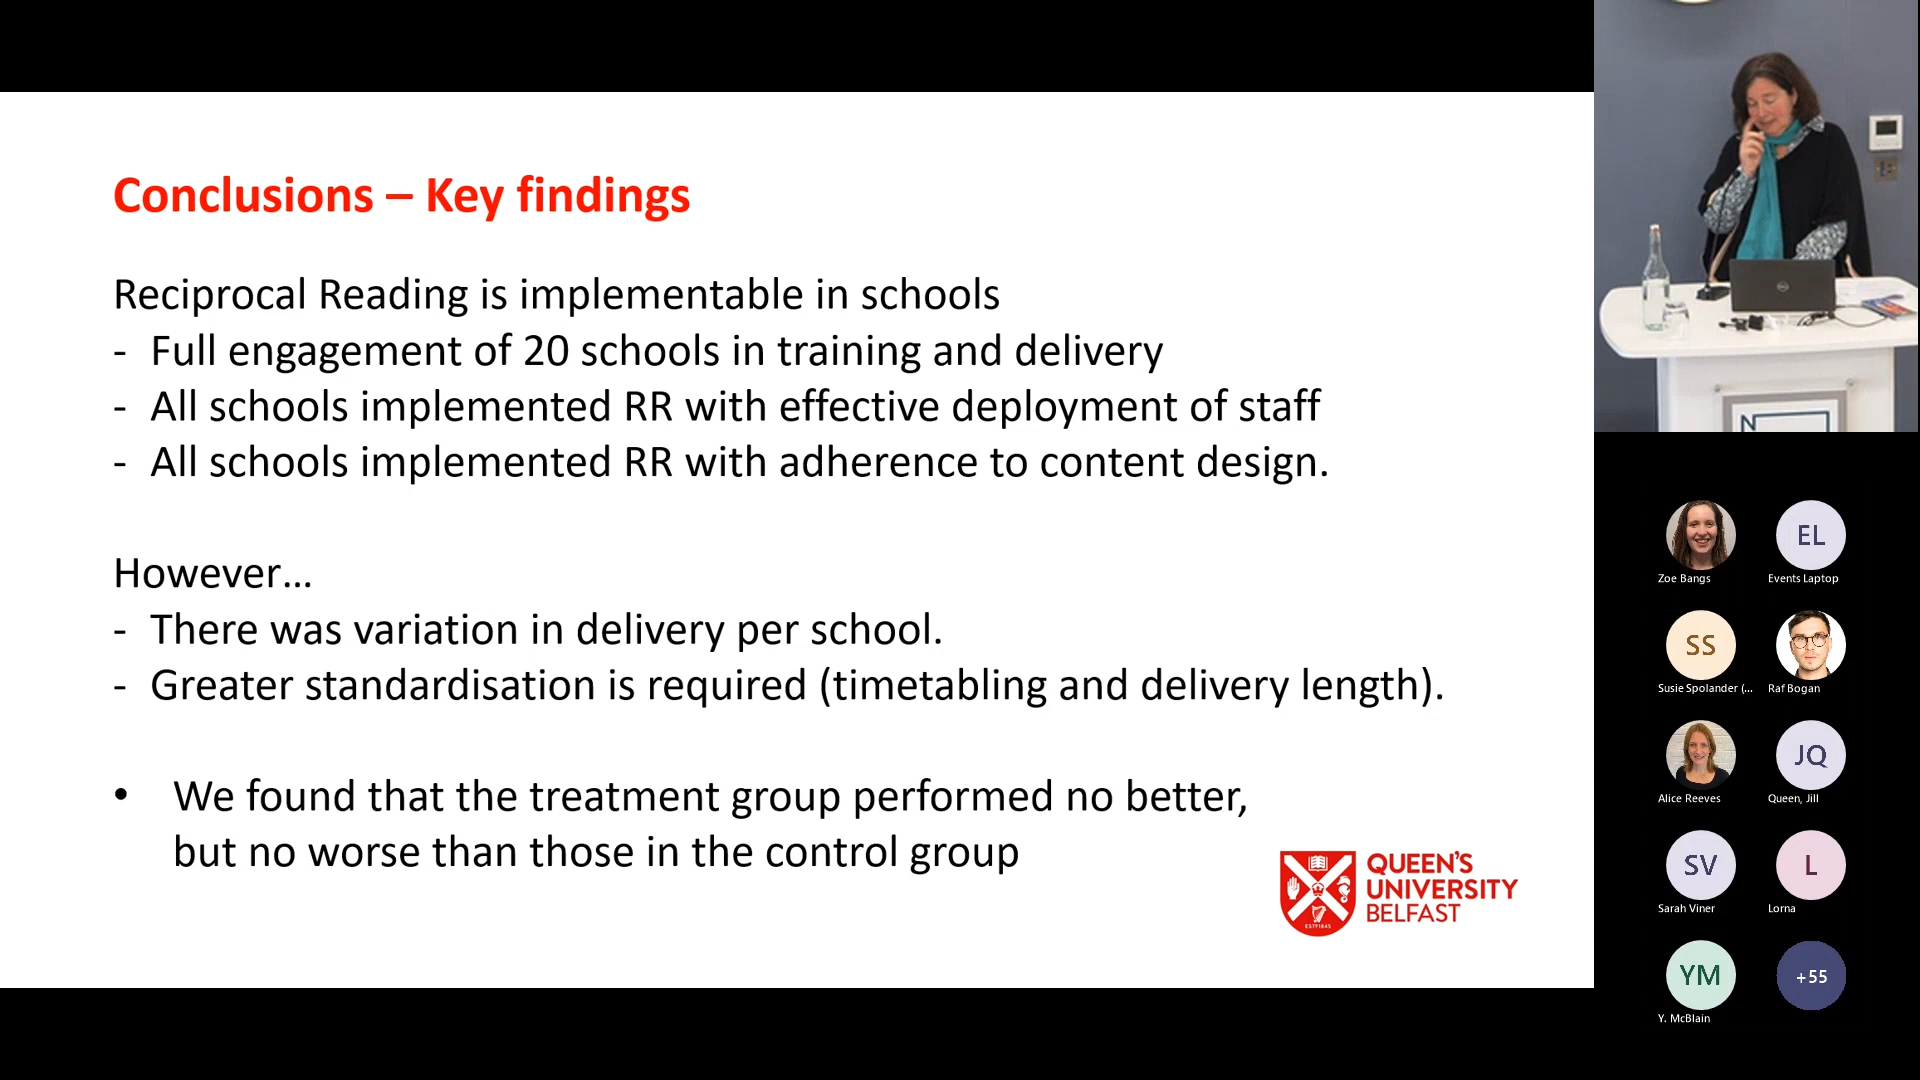 Conclusions – Key findings
Reciprocal Reading is implementable in schools
- Full engagement of 20 schools in training and delivery
- All schools implemented RR with effective deployment of staff
- All schools implemented RR with adherence to content design.
However...
- There was variation in delivery per school.
- Greater standardisation is required (timetabling and delivery length).
• We found that the treatment group performed no better,
but no worse than those in the control group
QUEEN'S
UNIVERSITY
BELFAST
ESTD1845
N
Zoe Bangs
EL
Events Laptop
SS
Susie Spolander (...
Raf Bogan
Alice Reeves
JQ
Queen, Jill
SV
Sarah Viner
L
Lorna
YM
Y. McBlain
+55